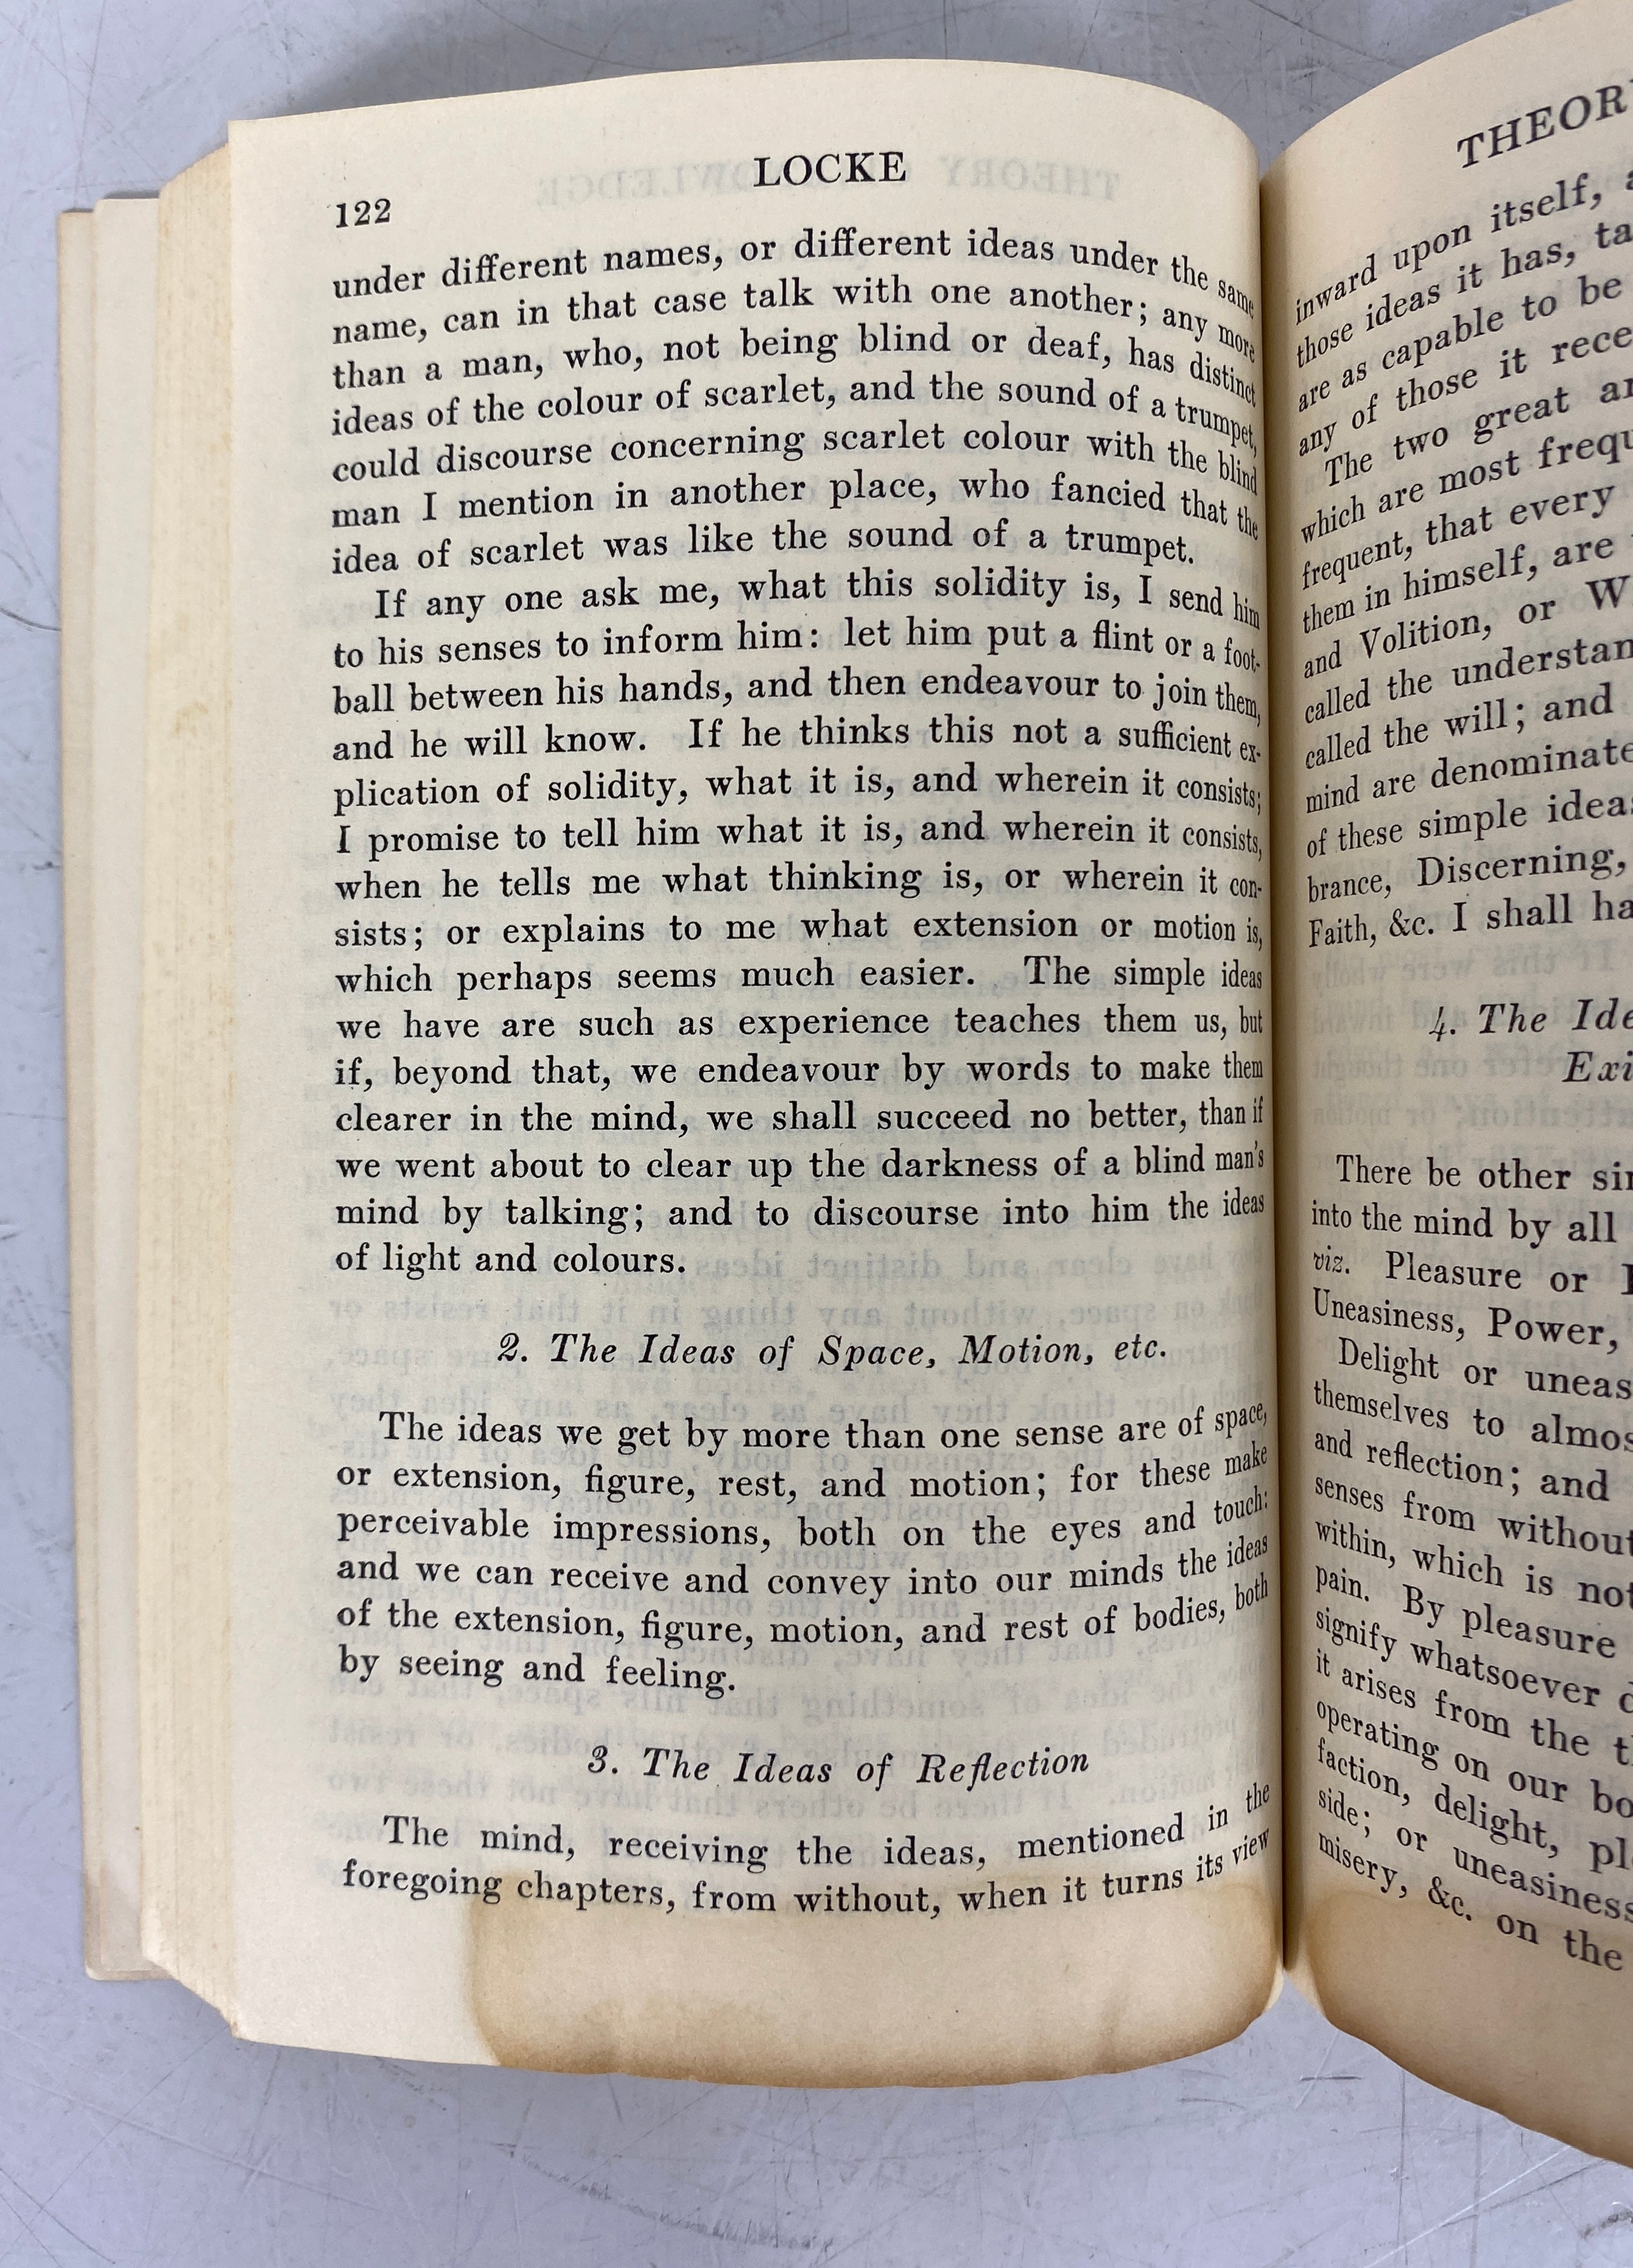 LOCKE
122
under different names, or different ideas under the same
name, can in that case talk with one another; any more
than a man, who, not being blind or deaf, has distinct
ideas of the colour of scarlet, and the sound of a trumpet,
could discourse concerning scarlet colour with the blind
man I mention in another place, who fancied that the
idea of scarlet was like the sound of a trumpet.
If any one ask me, what this solidity is, I send him
to his senses to inform him: let him put a flint or a foot-
ball between his hands, and then endeavour to join them,
and he will know. If he thinks this not a sufficient ex-
plication of solidity, what it is, and wherein it consists;
I promise to tell him what it is, and wherein it consists,
when he tells me what thinking is, or wherein it con-
sists; or explains to me what extension or motion is,
which perhaps seems much easier. The simple ideas
we have are such as experience teaches them us, but
if, beyond that, we endeavour by words to make them
clearer in the mind, we shall succeed no better, than if
we went about to clear up the darkness of a blind man's
mind by talking; and to discourse into him the ideas
of light and colours.
2. The Ideas of Space, Motion, etc.
The ideas we get by more than one sense are of space,
or extension, figure, rest, and motion; for these make
perceivable impressions, both on the eyes and touch:
and we can receive and convey into our minds the ideas
of the extension, figure, motion, and rest of bodies, both
by seeing and feeling.
3. The Ideas of Reflection
The mind, receiving the ideas, mentioned in the
foregoing chapters, from without, when it turns its view
THEOR
inward upon itself,
those ideas it has, ta
are as capable to be
any of those it rece
The two great
which are most frequ
frequent, that every
them in himself, are
and Volition, or W
called the understan
called the will; and
mind are denominate
of these simple ideas
brance, Discerning,
Faith, &c. I shall ha
4. The Ide
Exi
There be other si
into the mind by all
viz. Pleasure or
Uneasiness, Power,
Delight or uneas
themselves to almos
and reflection; and
senses from without
within, which is not
pain. By pleasure
signify whatsoever
it arises from the t
operating on our bo
faction, delight, pl
side; or uneasiness
misery, &c. on the